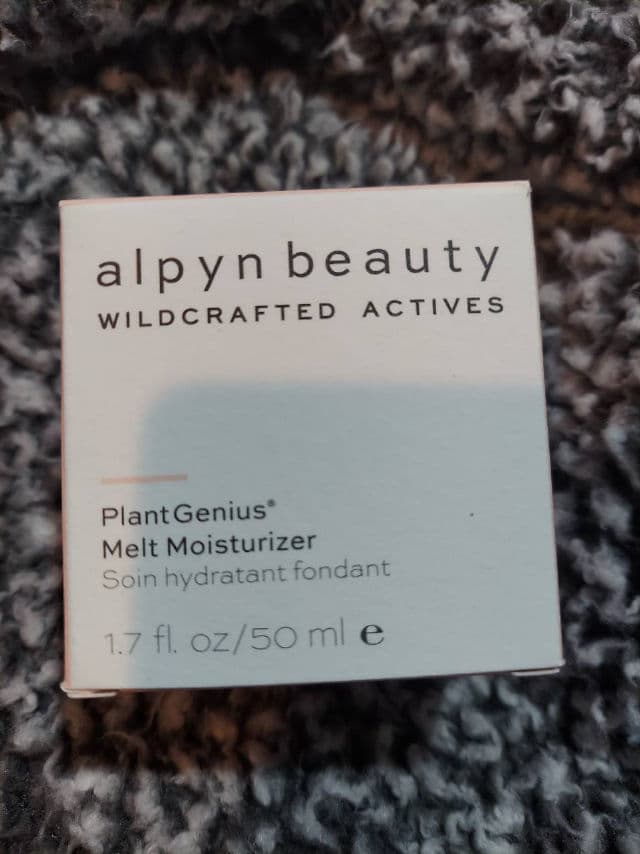 alpyn beauty
WILDCRAFTED ACTIVES
PlantGenius®
Melt Moisturizer
Soin hydratant fondant
1.7 fl. oz/50 ml ℮